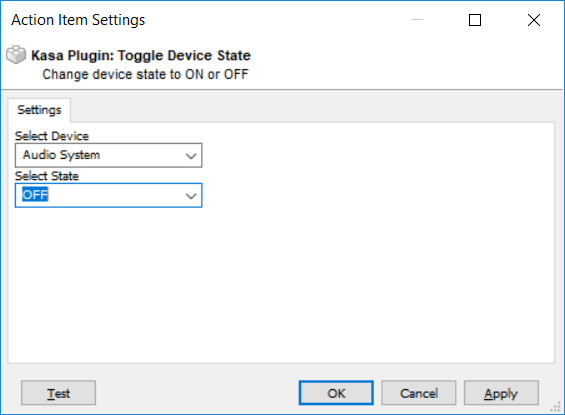 Action Item Settings
Kasa Plugin: Toggle Device State
Change device state to ON or OFF
Settings
Select Device
Audio System
Select State
OFF
Test
OK
Cancel
Apply